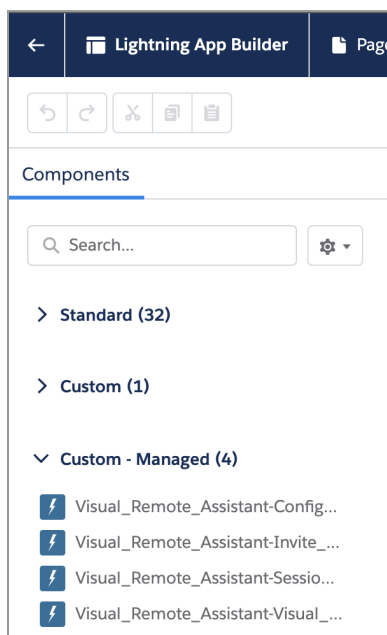 Lightning App Builder
Page
Components
Search...
Standard (32)
Custom (1)
Custom - Managed (4)
Visual_Remote_Assistant-Config...
Visual_Remote_Assistant-Invite_...
Visual_Remote_Assistant-Sessio...
Visual_Remote_Assistant-Visual_...